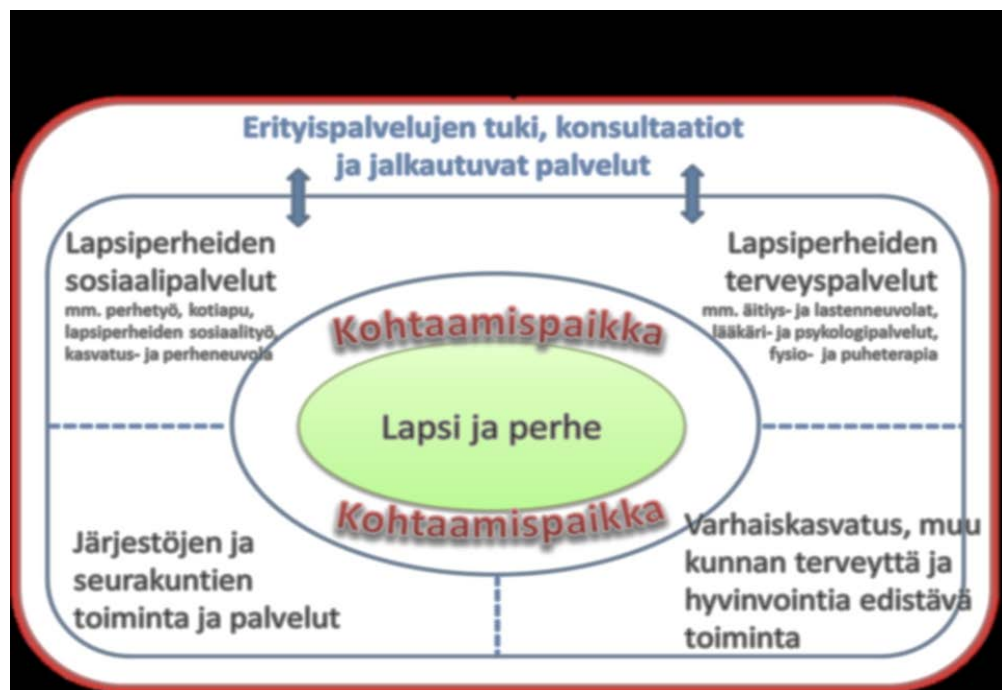 Erityispalvelujen tuki, konsultaatiot
ja jalkautuvat palvelut
Lapsiperheiden
sosiaalipalvelut
mm. perhetyö, kotiapu,
lapsiperheiden sosiaalityö,
kasvatus- ja perheneuvola
Lapsiperheiden
terveyspalvelut
mm. äitiys- ja lastenneuvolat,
lääkäri- ja psykologipalvelut,
fysio- ja puheterapia
Kohtaamispaikka
Lapsi ja perhe
Kohtaamispaikka
Järjestöjen ja
seurakuntien
toiminta ja palvelut
Varhaiskasvatus, muu
kunnan terveyttä ja
hyvinvointia edistävä
toiminta